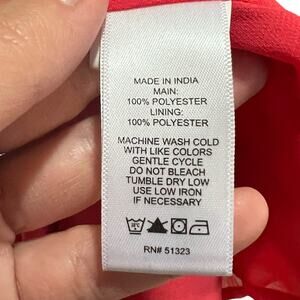 MADE IN INDIA
MAIN:
100% POLYESTER
LINING:
100% POLYESTER
MACHINE WASH COLD
WITH LIKE COLORS
GENTLE CYCLE
DO NOT BLEACH
TUMBLE DRY LOW
USE LOW IRON
IF NECESSARY
RN# 51323